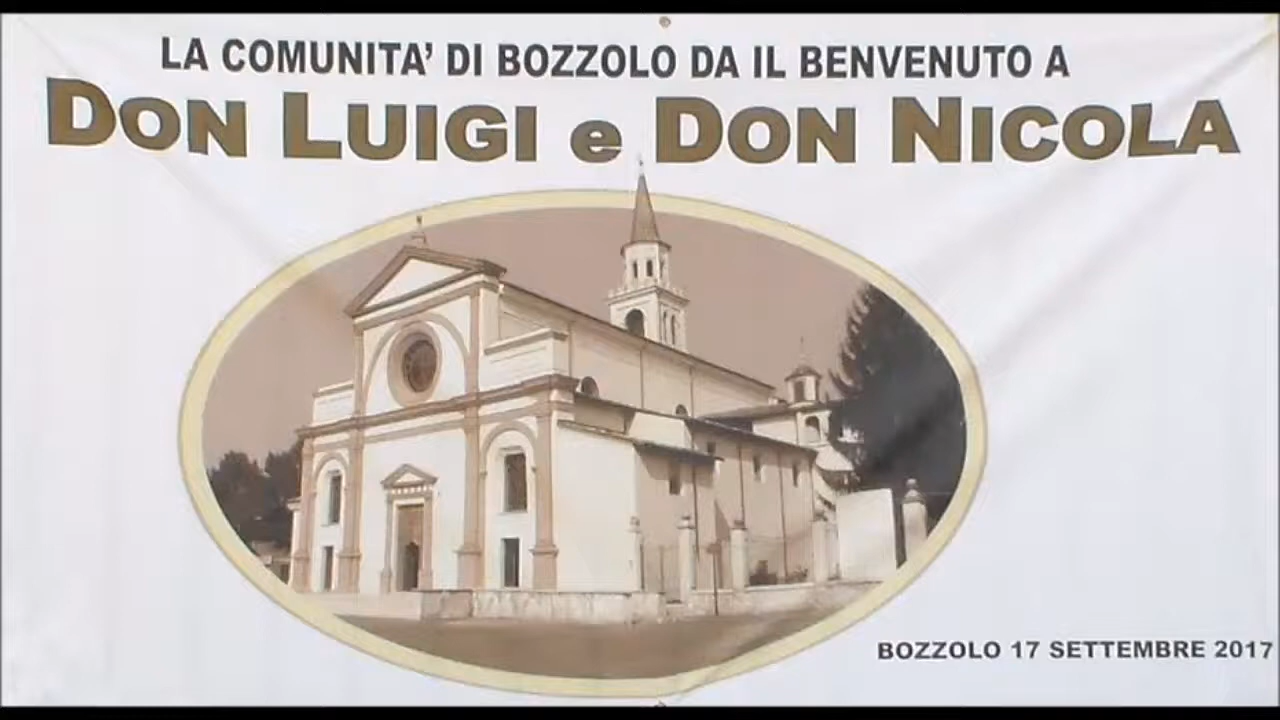 LA COMUNITA' DI BOZZOLO DA IL BENVENUTO A
DON LUIGI e DON NICOLA
BOZZOLO 17 SETTEMBRE 2017